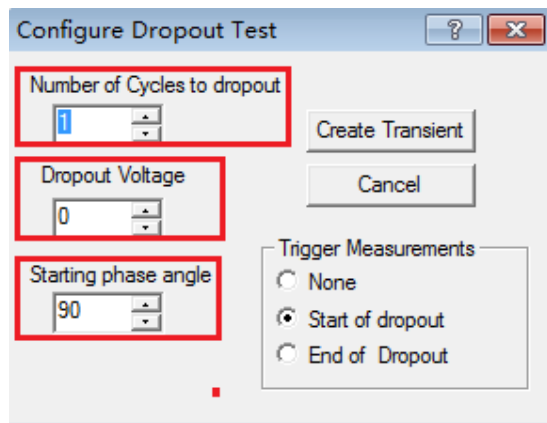 Configure Dropout Test
Number of Cycles to dropout
1
Create Transient
Dropout Voltage
Cancel
0
Trigger Measurements
Starting phase angle
None
90
Start of dropout
End of Dropout